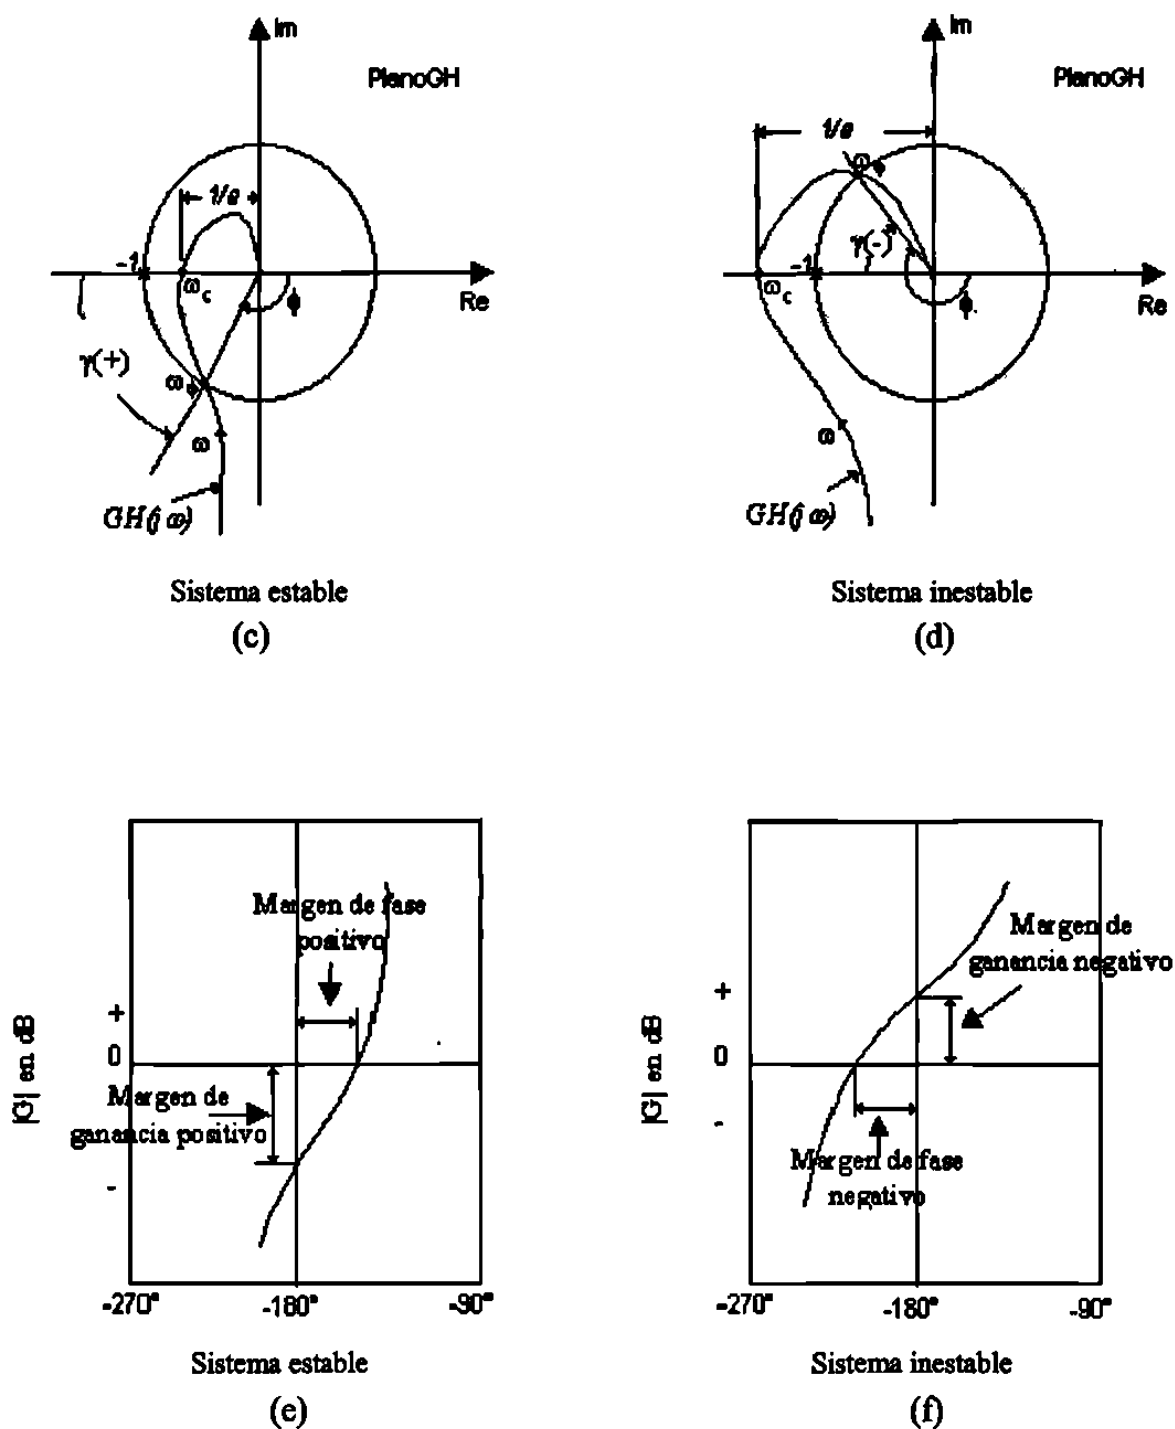 Im
PlanoGH
1/a
-1
ω_c
Re
ϕ
γ(+)
ω_ϕ
ω
GH(j ω)
Sistema estable
(c)
Im
PlanoGH
1/a
ω_ϕ
γ(-)
-1
ω_c
ϕ
Re
ω
GH(j ω)
Sistema inestable
(d)
Margen de fase
positivo
|G| en dB
+
0
-
Margen de
ganancia positivo
-270°
-180°
-90°
Sistema estable
(e)
Margen de
ganancia negativo
|G| en dB
+
0
-
Margen de fase
negativo
-270°
-180°
-90°
Sistema inestable
(f)